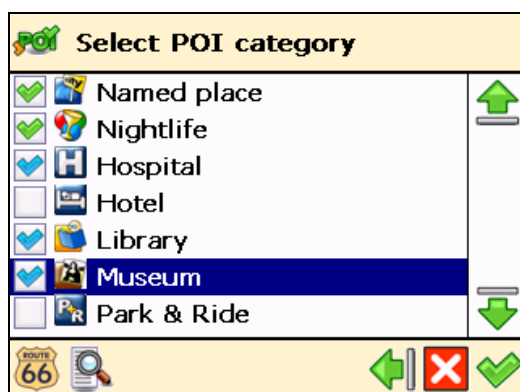 POI Select POI category
Named place
Nightlife
H Hospital
Hotel
Library
Museum
P R Park & Ride
ROUTE
66